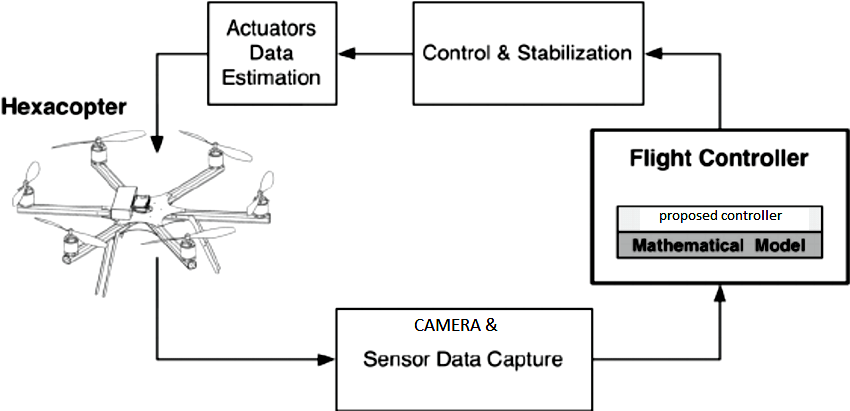 Actuators
Data
Estimation
Control & Stabilization
Hexacopter
Flight Controller
proposed controller
Mathematical Model
CAMERA &
Sensor Data Capture